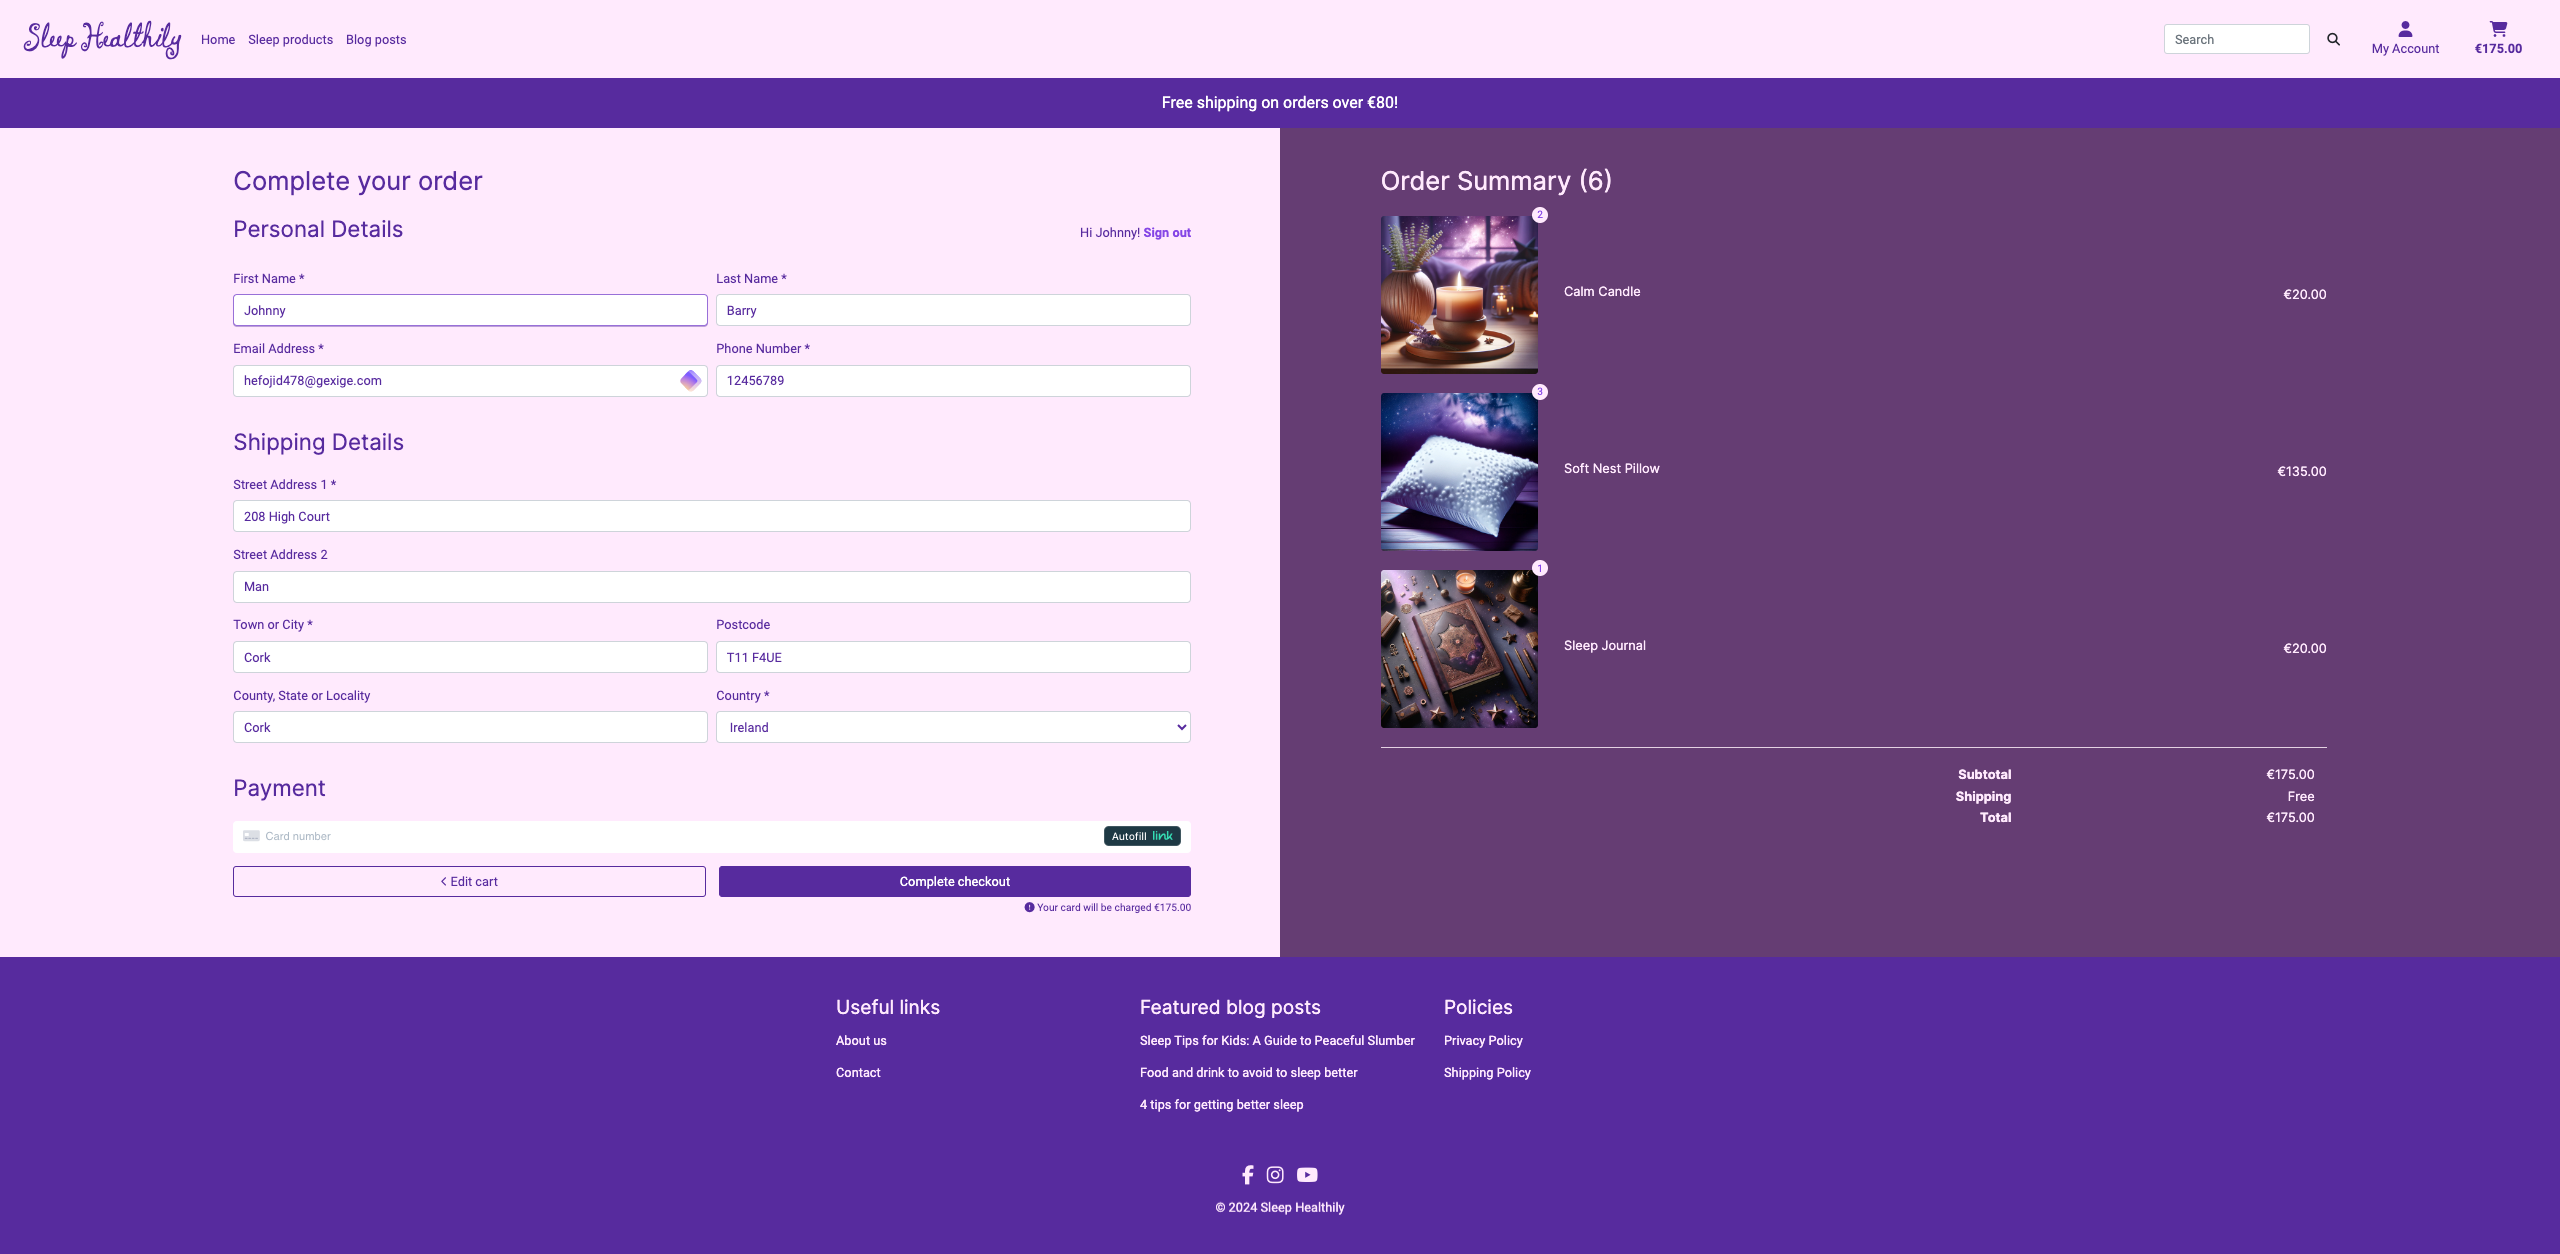 Sleep Healthily
Home Sleep products Blog posts
Search
My Account
€175.00
Free shipping on orders over €80!
Complete your order
Personal Details
Hi Johnny! Sign out
First Name * Last Name *
Johnny Barry
Email Address * Phone Number *
hefojid478@gexige.com 12456789
Shipping Details
Street Address 1 *
208 High Court
Street Address 2
Man
Town or City * Postcode
Cork T11 F4UE
County, State or Locality Country *
Cork Ireland
Payment
Card number Autofill link
< Edit cart Complete checkout
Your card will be charged €175.00
Order Summary (6)
2
Calm Candle €20.00
3
Soft Nest Pillow €135.00
1
Sleep Journal €20.00
Subtotal €175.00
Shipping Free
Total €175.00
Useful links
About us
Contact
Featured blog posts
Sleep Tips for Kids: A Guide to Peaceful Slumber
Food and drink to avoid to sleep better
4 tips for getting better sleep
Policies
Privacy Policy
Shipping Policy
© 2024 Sleep Healthily